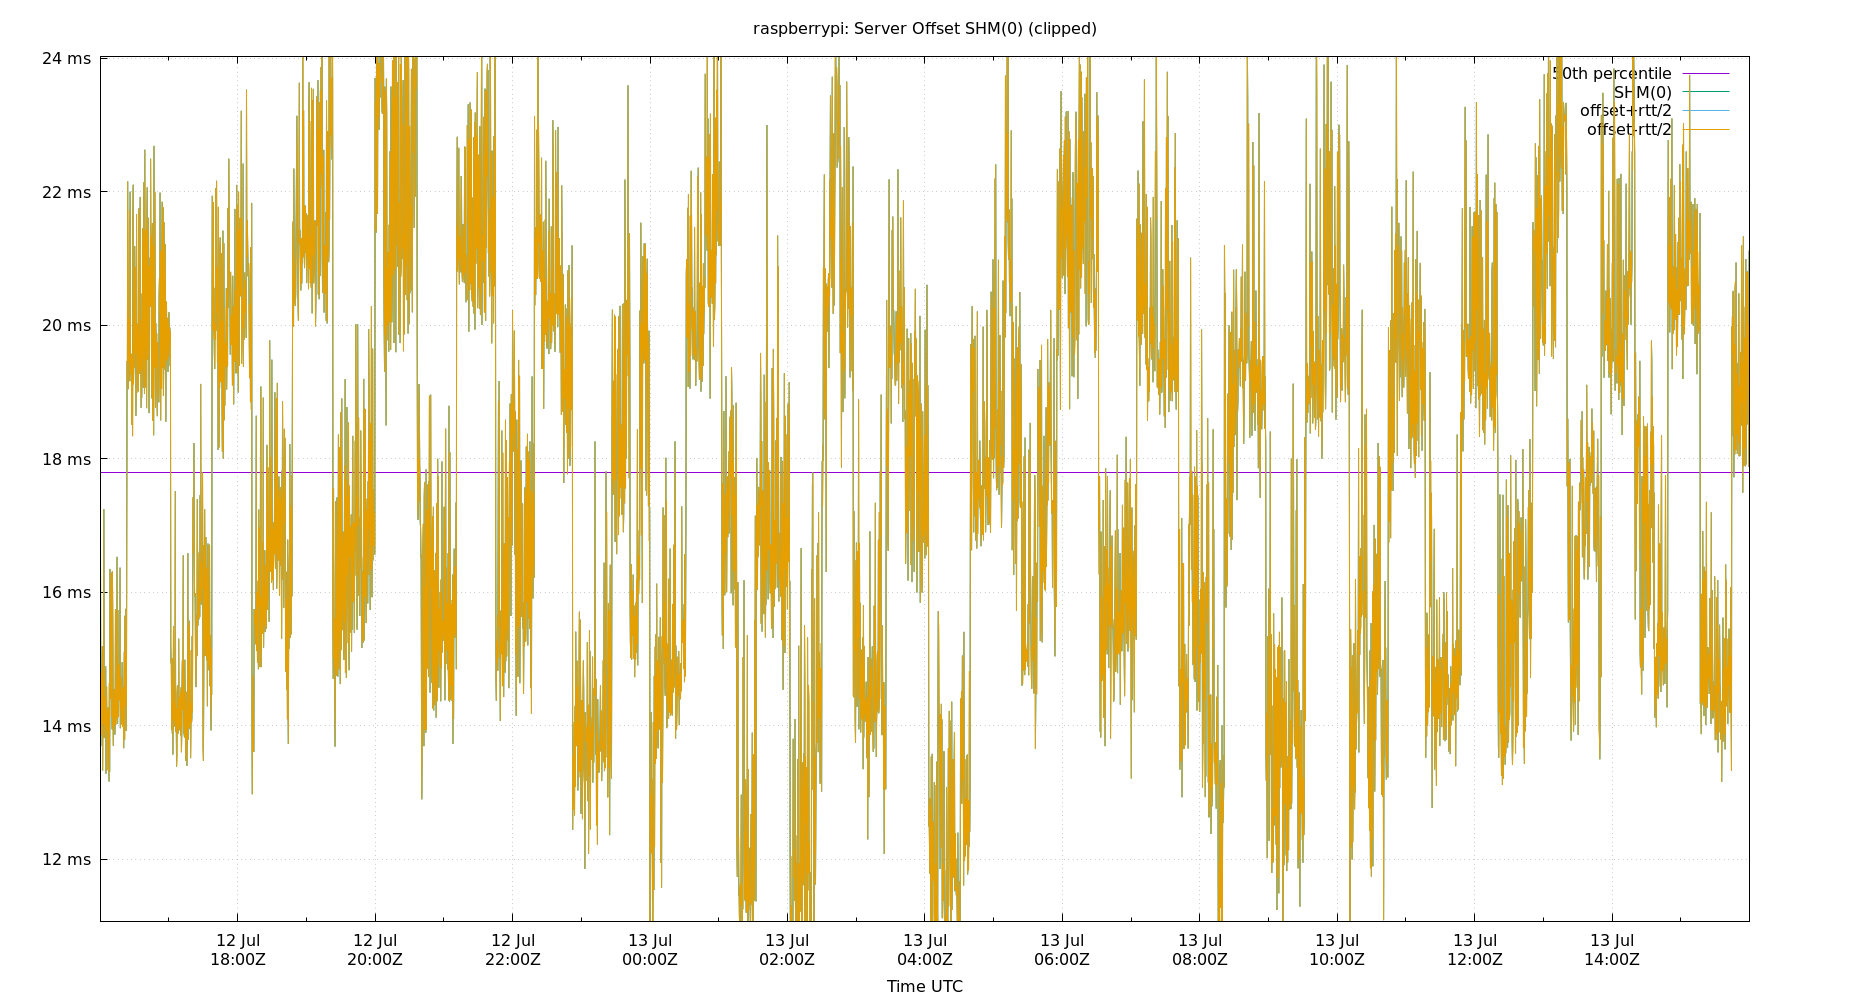 raspberrypi: Server Offset SHM(0) (clipped)
24 ms
22 ms
20 ms
18 ms
16 ms
14 ms
12 ms
50th percentile
SHM(0)
offset+rtt/2
offset-rtt/2
12 Jul
18:00Z
12 Jul
20:00Z
12 Jul
22:00Z
13 Jul
00:00Z
13 Jul
02:00Z
13 Jul
04:00Z
13 Jul
06:00Z
13 Jul
08:00Z
13 Jul
10:00Z
13 Jul
12:00Z
13 Jul
14:00Z
Time UTC